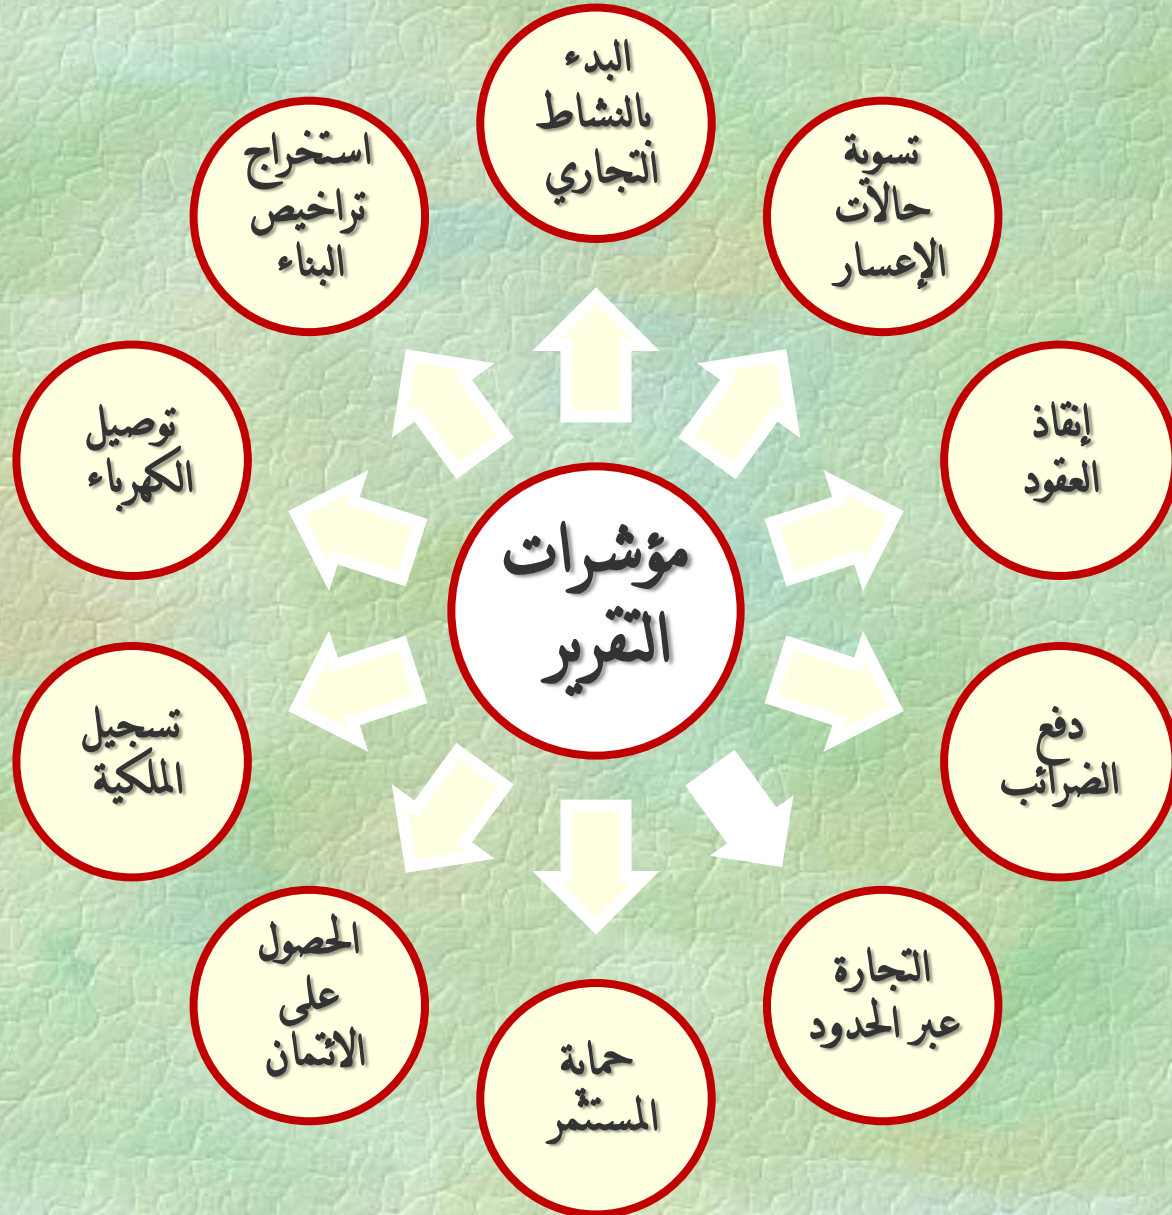 مؤشرات
التقرير
البدء
بالنشاط
التجاري
تسوية
حالات
الإعسار
إنقاذ
العقود
دفع
الضرائب
التجارة
عبر الحدود
حماية
المستثمر
الحصول
على
الائتمان
تسجيل
الملكية
توصيل
الكهرباء
استخراج
تراخيص
البناء